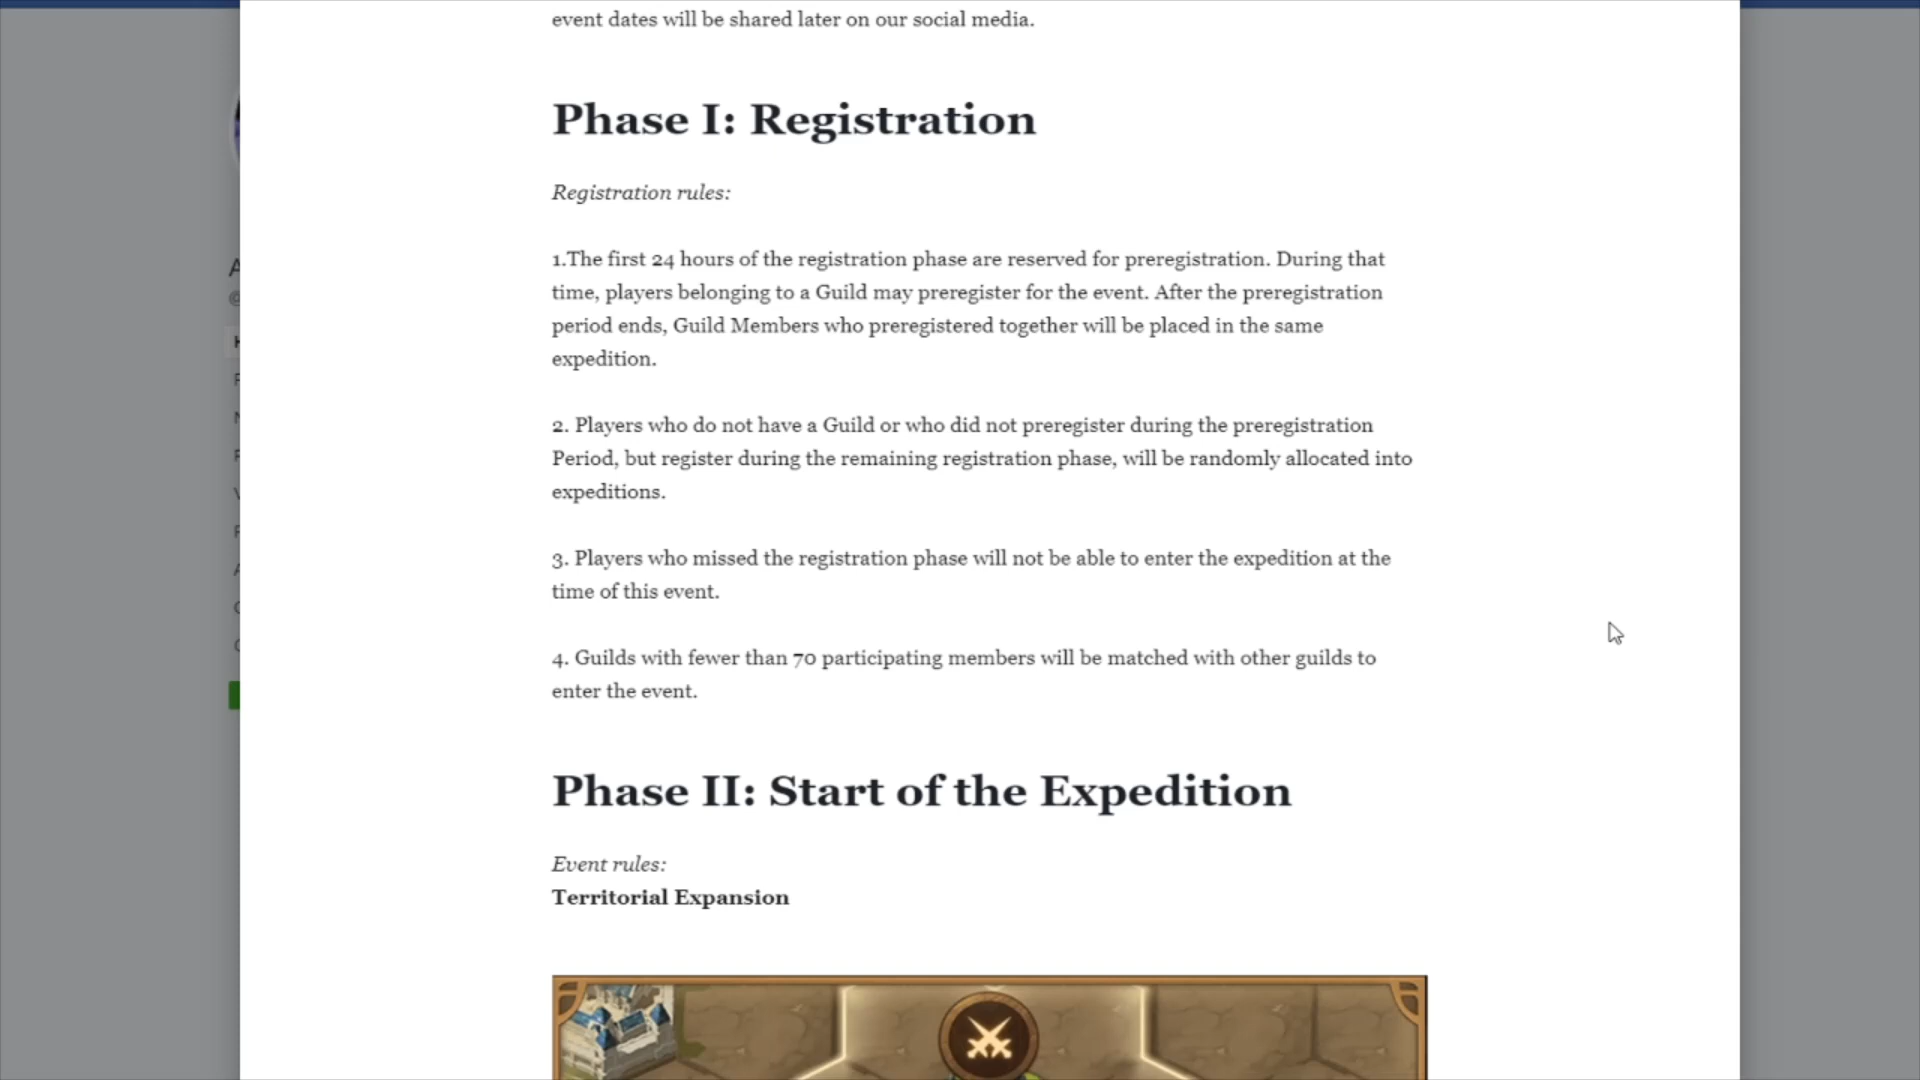 event dates will be shared later on our social media.
Phase I: Registration
Registration rules:
1.The first 24 hours of the registration phase are reserved for preregistration. During that
time, players belonging to a Guild may preregister for the event. After the preregistration
period ends, Guild Members who preregistered together will be placed in the same
expedition.
2. Players who do not have a Guild or who did not preregister during the preregistration
Period, but register during the remaining registration phase, will be randomly allocated into
expeditions.
3. Players who missed the registration phase will not be able to enter the expedition at the
time of this event.
4. Guilds with fewer than 70 participating members will be matched with other guilds to
enter the event.
Phase II: Start of the Expedition
Event rules:
Territorial Expansion